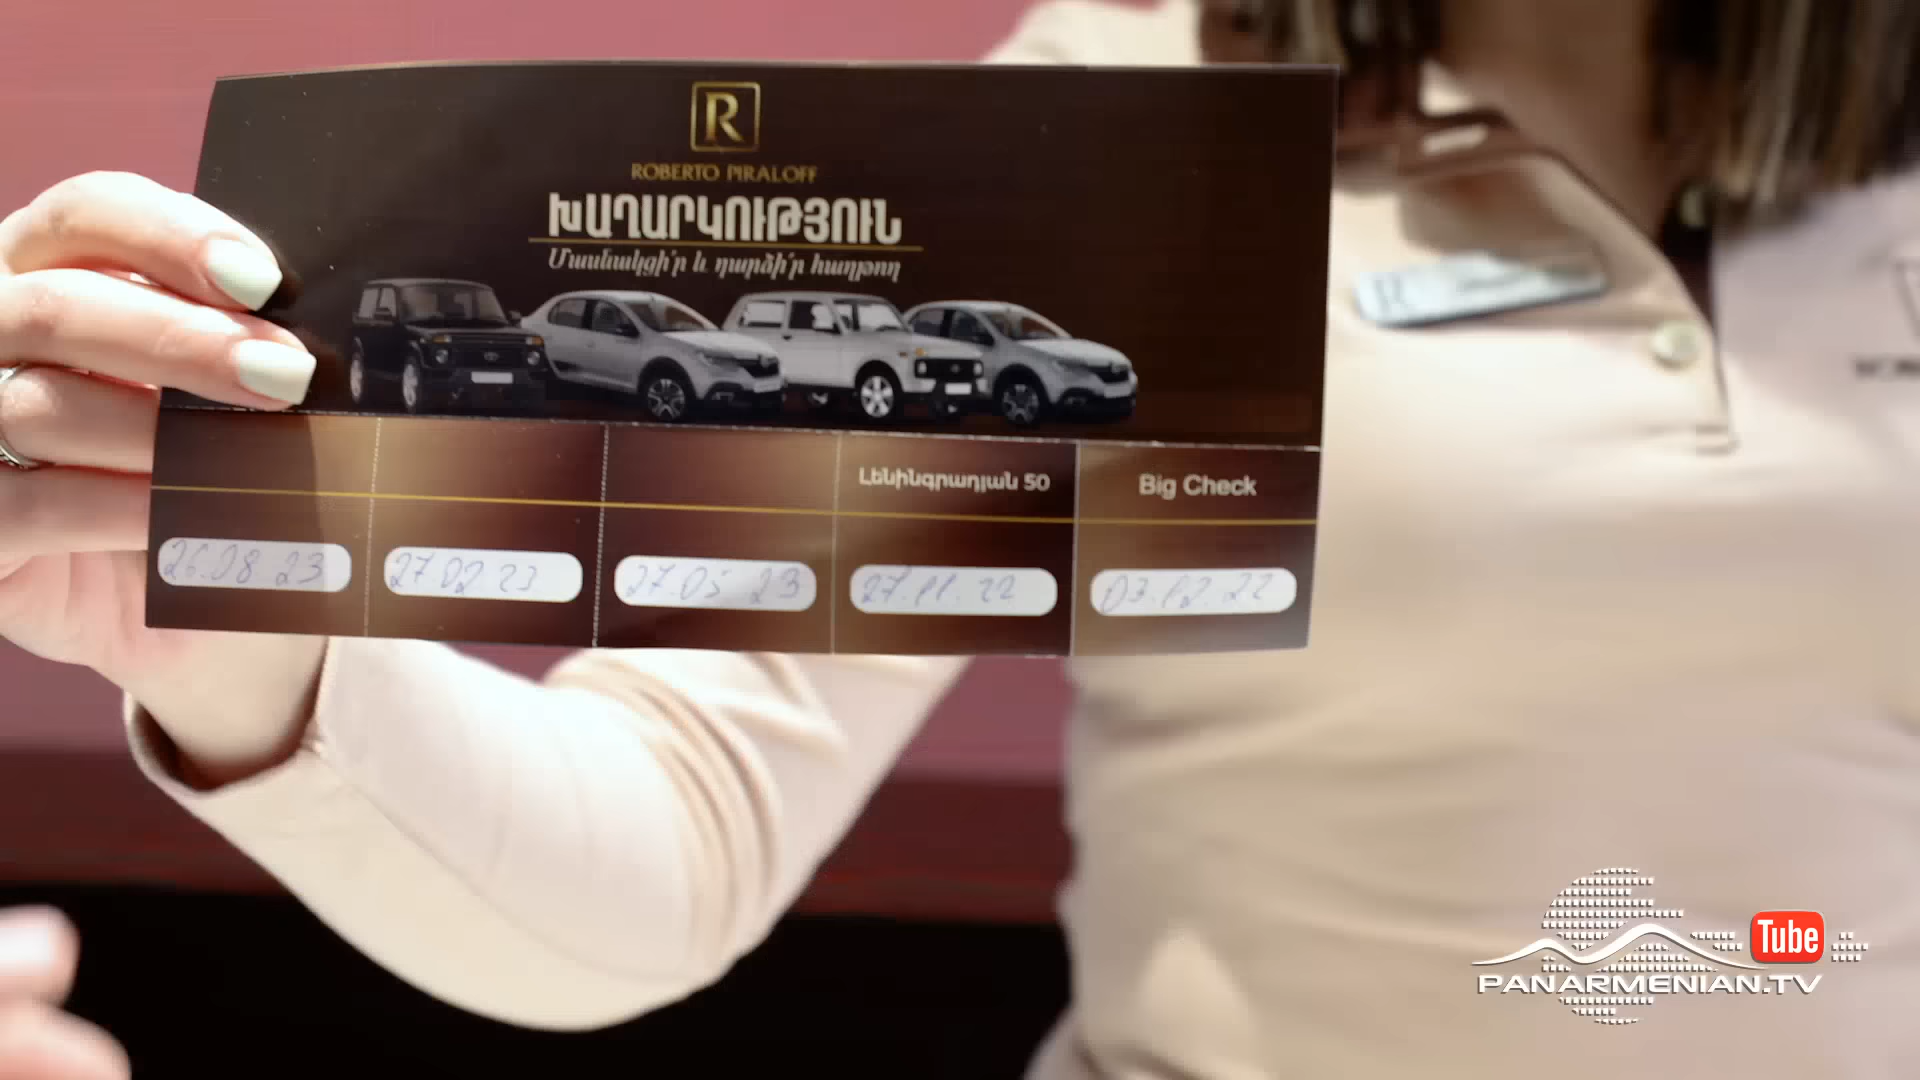 R
ROBERTO PIRALOFF
ԽԱՂԱՐԿՈՒԹՅՈՒՆ
Մասնակցի՛ր և դարձի՛ր հաղթող
Լենինգրադյան 50
Big Check
26.08 23
27 02 23
27.05 23
27.11.22
03.12.22
Tube
PANARMENIAN.TV